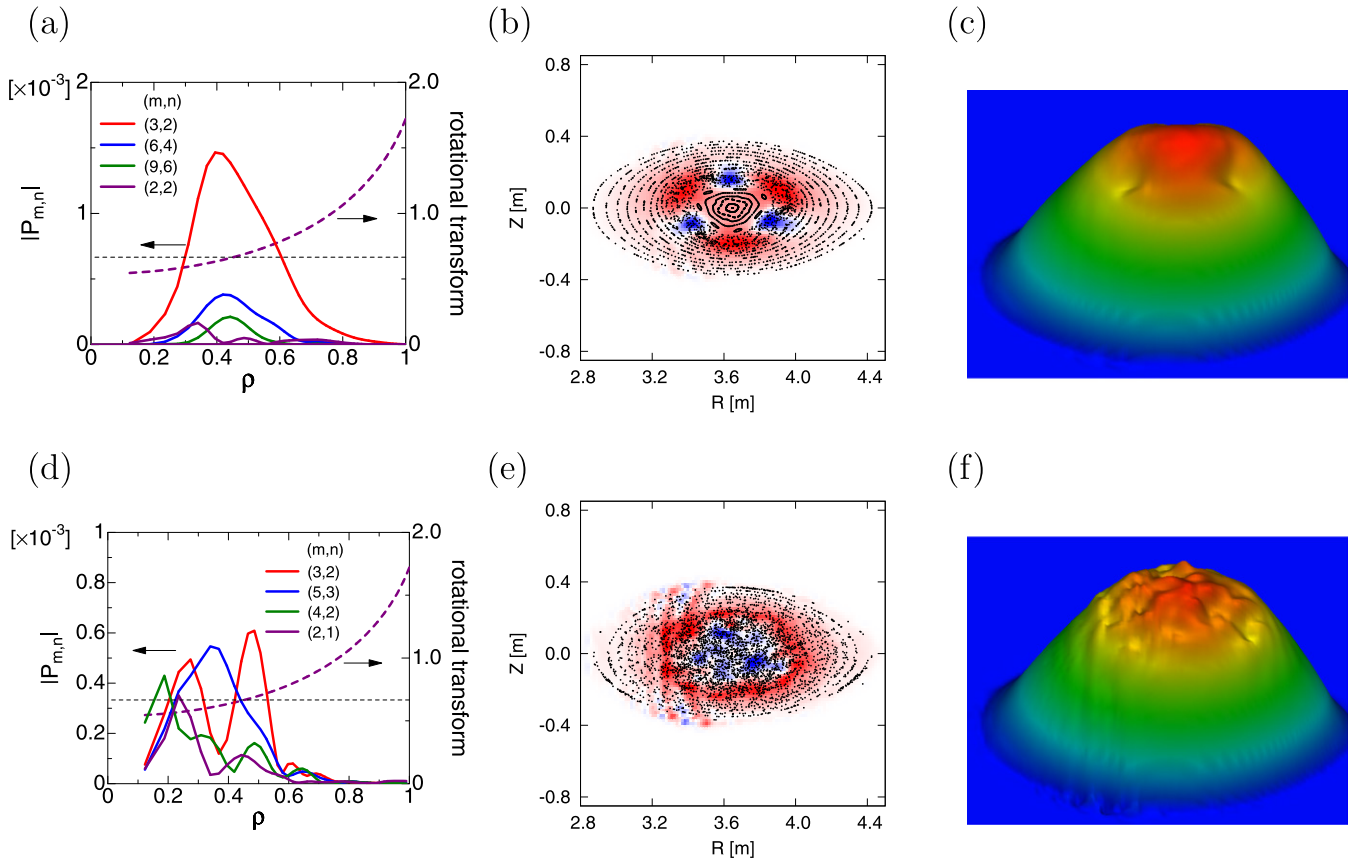 (a)
[×10⁻³]
2
1
0
|P_{m,n}|
(m,n)
(3,2)
(6,4)
(9,6)
(2,2)
2.0
1.0
0
rotational transform
0 0.2 0.4 0.6 0.8 1
ρ
(b)
0.8
0.4
0.0
-0.4
-0.8
Z [m]
2.8 3.2 3.6 4.0 4.4
R [m]
(c)
(d)
[×10⁻³]
1
0.8
0.6
0.4
0.2
0
|P_{m,n}|
(m,n)
(3,2)
(5,3)
(4,2)
(2,1)
2.0
1.0
0
rotational transform
0 0.2 0.4 0.6 0.8 1
ρ
(e)
0.8
0.4
0.0
-0.4
-0.8
Z [m]
2.8 3.2 3.6 4.0 4.4
R [m]
(f)